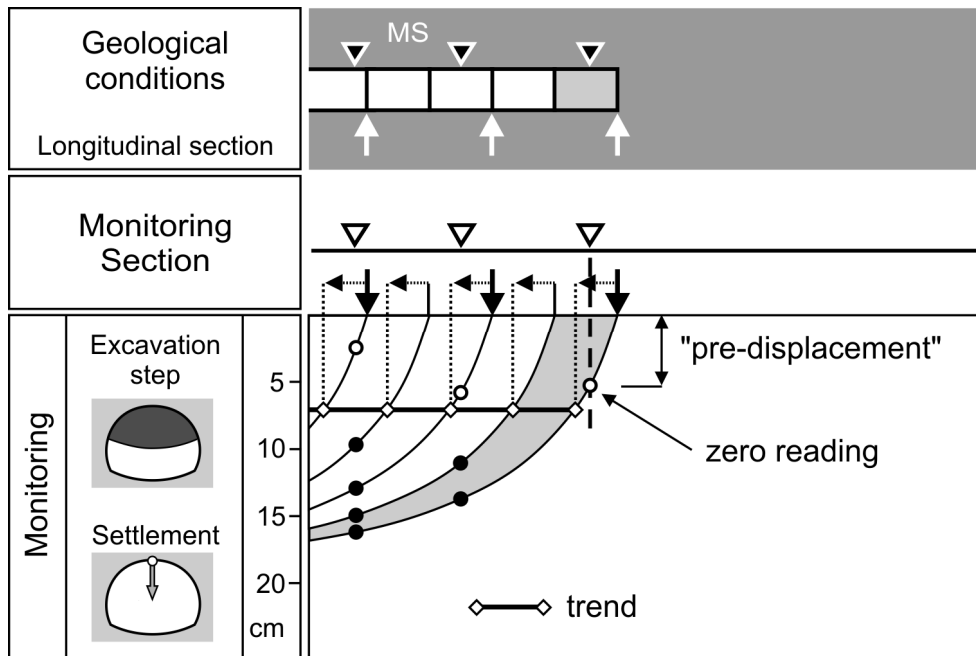 Geological
conditions
Longitudinal section
MS
Monitoring
Section
Monitoring
Excavation
step
Settlement
5
10
15
20
cm
"pre-displacement"
zero reading
trend